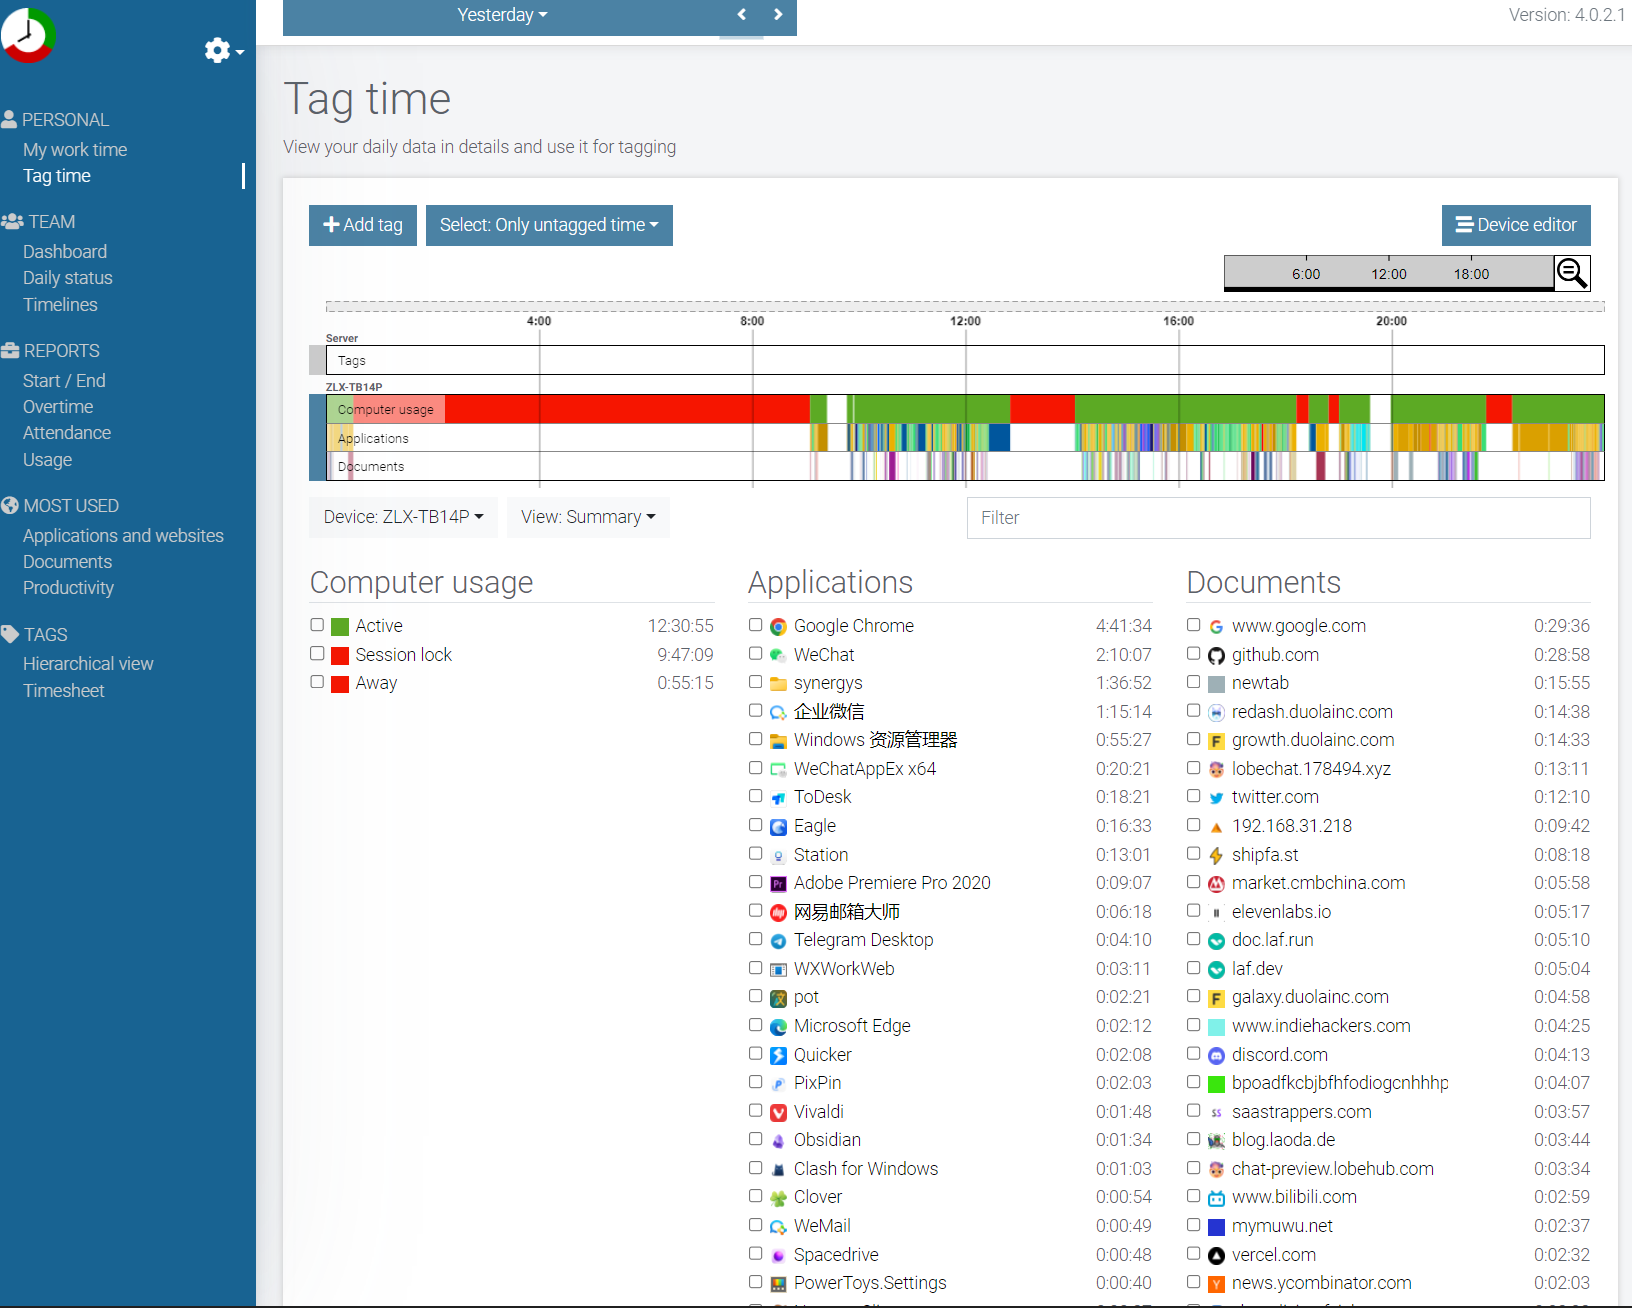 Yesterday
Version: 4.0.2.1
PERSONAL
My work time
Tag time
TEAM
Dashboard
Daily status
Timelines
REPORTS
Start / End
Overtime
Attendance
Usage
MOST USED
Applications and websites
Documents
Productivity
TAGS
Hierarchical view
Timesheet
Tag time
View your daily data in details and use it for tagging
Add tag
Select: Only untagged time
Device editor
6:00 12:00 18:00
4:00 8:00 12:00 16:00 20:00
Server
Tags
ZLX-TB14P
Computer usage
Applications
Documents
Device: ZLX-TB14P
View: Summary
Filter
Computer usage
Active 12:30:55
Session lock 9:47:09
Away 0:55:15
Applications
Google Chrome 4:41:34
WeChat 2:10:07
synergys 1:36:52
企业微信 1:15:14
Windows 资源管理器 0:55:27
WeChatAppEx x64 0:20:21
ToDesk 0:18:21
Eagle 0:16:33
Station 0:13:01
Pr Adobe Premiere Pro 2020 0:09:07
网易邮箱大师 0:06:18
Telegram Desktop 0:04:10
WXWorkWeb 0:03:11
pot 0:02:21
Microsoft Edge 0:02:12
Quicker 0:02:08
PixPin 0:02:03
Vivaldi 0:01:48
Obsidian 0:01:34
Clash for Windows 0:01:03
Clover 0:00:54
WeMail 0:00:49
Spacedrive 0:00:48
PowerToys.Settings 0:00:40
Documents
www.google.com 0:29:36
github.com 0:28:58
newtab 0:15:55
redash.duolainc.com 0:14:38
growth.duolainc.com 0:14:33
lobechat.178494.xyz 0:13:11
twitter.com 0:12:10
192.168.31.218 0:09:42
shipfa.st 0:08:18
market.cmbchina.com 0:05:58
elevenlabs.io 0:05:17
doc.laf.run 0:05:10
laf.dev 0:05:04
galaxy.duolainc.com 0:04:58
www.indiehackers.com 0:04:25
discord.com 0:04:13
bpoadfkcbjbfhfodiogcnhhhp 0:04:07
saastrappers.com 0:03:57
blog.laoda.de 0:03:44
chat-preview.lobehub.com 0:03:34
www.bilibili.com 0:02:59
mymuwu.net 0:02:37
vercel.com 0:02:32
news.ycombinator.com 0:02:03